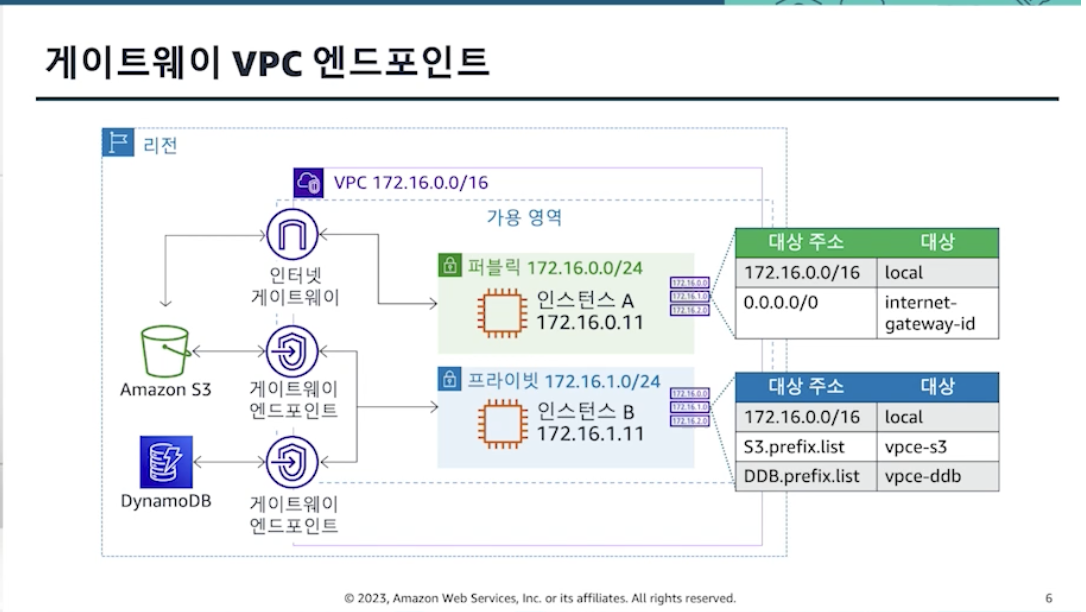 게이트웨이 VPC 엔드포인트
리전
VPC 172.16.0.0/16
가용 영역
인터넷
게이트웨이
퍼블릭 172.16.0.0/24
인스턴스 A
172.16.0.11
172.16.0.0
172.16.1.0
172.16.2.0
대상 주소 대상
172.16.0.0/16 local
0.0.0.0/0 internet-
gateway-id
Amazon S3
게이트웨이
엔드포인트
프라이빗 172.16.1.0/24
인스턴스 B
172.16.1.11
172.16.0.0
172.16.1.0
172.16.2.0
대상 주소 대상
172.16.0.0/16 local
S3.prefix.list vpce-s3
DDB.prefix.list vpce-ddb
DynamoDB
게이트웨이
엔드포인트
© 2023, Amazon Web Services, Inc. or its affiliates. All rights reserved.
6